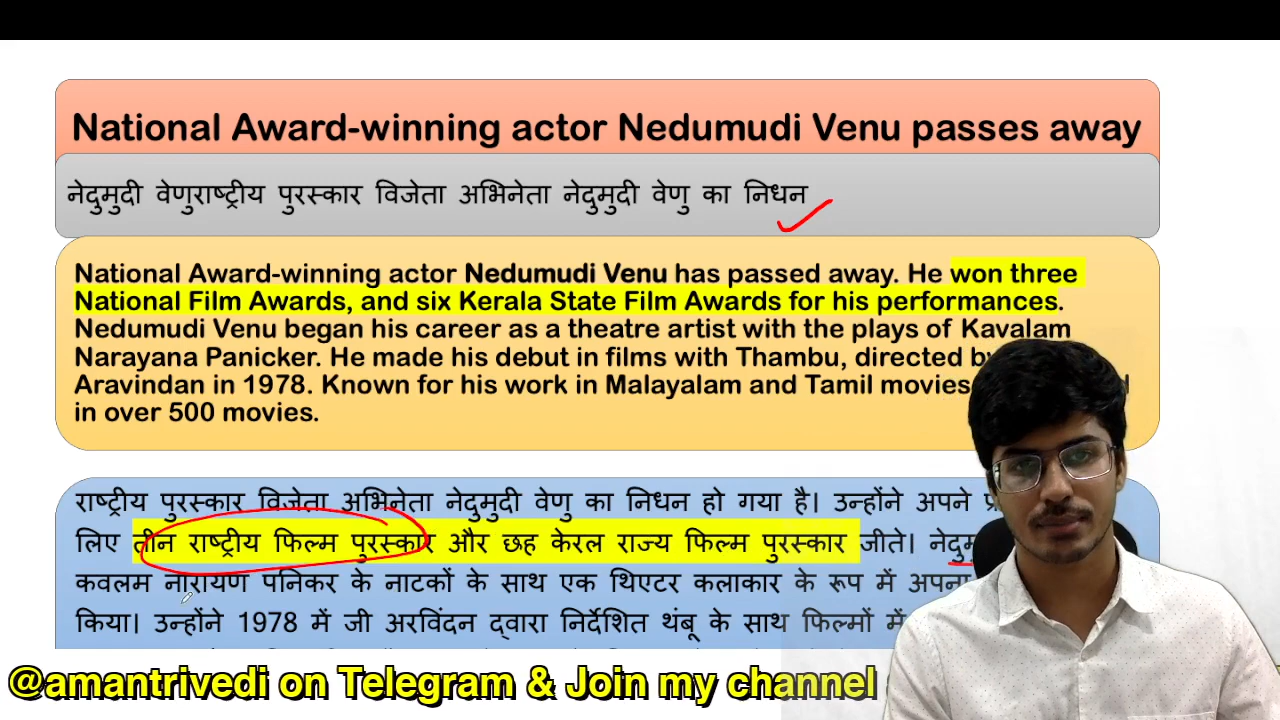 National Award-winning actor Nedumudi Venu passes away
नेदुमुदी वेणुराष्ट्रीय पुरस्कार विजेता अभिनेता नेदुमुदी वेणु का निधन
National Award-winning actor Nedumudi Venu has passed away. He won three
National Film Awards, and six Kerala State Film Awards for his performances.
Nedumudi Venu began his career as a theatre artist with the plays of Kavalam
Narayana Panicker. He made his debut in films with Thambu, directed by
Aravindan in 1978. Known for his work in Malayalam and Tamil movies
in over 500 movies.
राष्ट्रीय पुरस्कार विजेता अभिनेता नेदुमुदी वेणु का निधन हो गया है। उन्होंने अपने
लिए तीन राष्ट्रीय फिल्म पुरस्कार और छह केरल राज्य फिल्म पुरस्कार जीते।
कवलम नारायण पनिकर के नाटकों के साथ एक थिएटर कलाकार के रूप में अपना
किया। उन्होंने 1978 में जी अरविंदन द्वारा निर्देशित थंबू के साथ फिल्मों में
@amantrivedi on Telegram & Join my channel